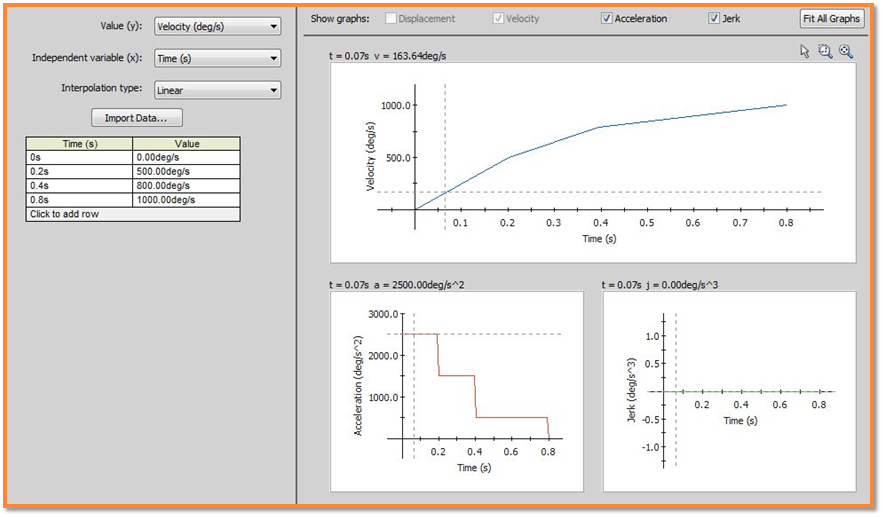 Value (y): Velocity (deg/s)
Independent variable (x): Time (s)
Interpolation type: Linear
Import Data...
Time (s) Value
0s 0.00deg/s
0.2s 500.00deg/s
0.4s 800.00deg/s
0.8s 1000.00deg/s
Click to add row
Show graphs: Displacement Velocity Acceleration Jerk Fit All Graphs
t = 0.07s v = 163.64deg/s
1000.0
500.0
Velocity (deg/s)
0.1 0.2 0.3 0.4 0.5 0.6 0.7 0.8
Time (s)
t = 0.07s a = 2500.00deg/s^2
3000.0
2000.0
1000.0
Acceleration (deg/s^2)
0.2 0.4 0.6 0.8
Time (s)
t = 0.07s j = 0.00deg/s^3
1.0
0.5
-0.5
-1.0
Jerk (deg/s^3)
0.2 0.4 0.6 0.8
Time (s)